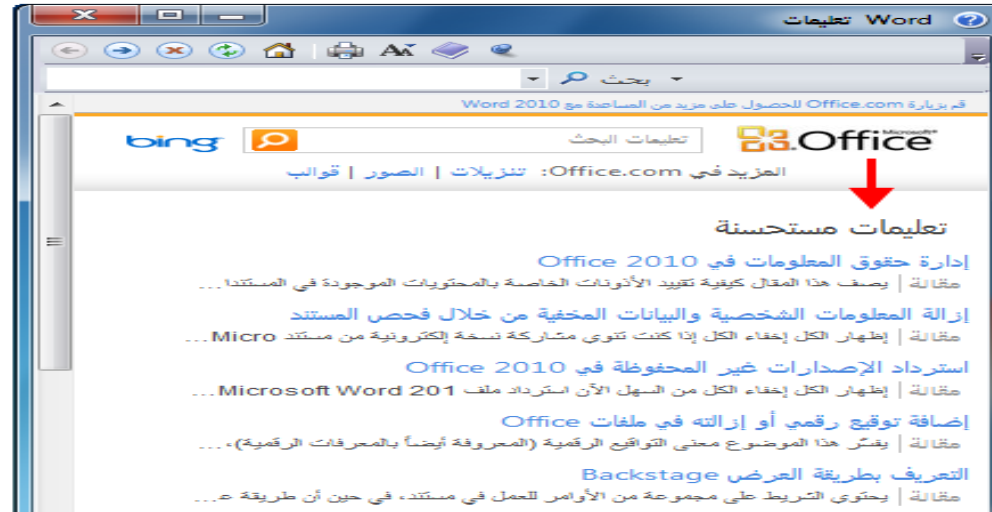 تعليمات Word
بحث
قم بزيارة Office.com للحصول على مزيد من المساعدة مع Word 2010
Microsoft®
Office
تعليمات البحث
bing
المزيد في Office.com: تنزيلات | الصور | قوالب
تعليمات مستحسنة
إدارة حقوق المعلومات في Office 2010
مقالة | يصف هذا المقال كيفية تقييد الأذونات الخاصة بالمحتويات الموجودة في المستندا...
إزالة المعلومات الشخصية والبيانات المخفية من خلال فحص المستند
مقالة | إظهار الكل إخفاء الكل إذا كنت تنوي مشاركة نسخة إلكترونية من مستند Micro...
استرداد الإصدارات غير المحفوظة في Office 2010
مقالة | إظهار الكل إخفاء الكل من السهل الآن استرداد ملف Microsoft Word 201...
إضافة توقيع رقمي أو إزالته في ملفات Office
مقالة | يفسّر هذا الموضوع معنى التواقيع الرقمية (المعروفة أيضاً بالمعرفات الرقمية)،...
التعريف بطريقة العرض Backstage
مقالة | يحتوي الشريط على مجموعة من الأوامر للعمل في مستند، في حين أن طريقة ع...